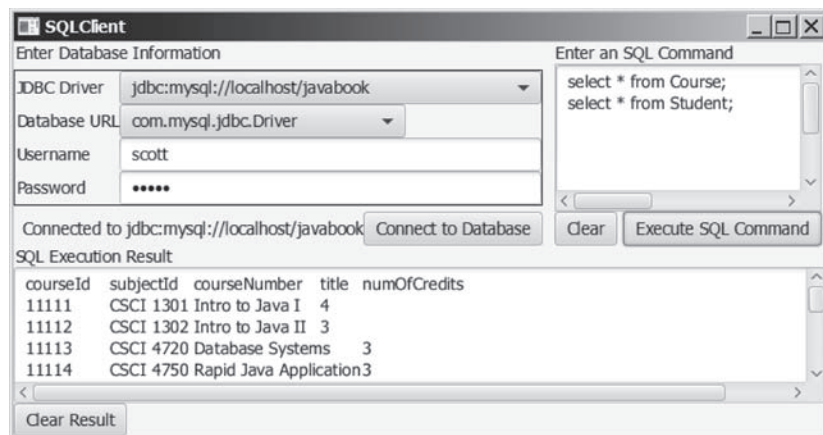 SQLClient
Enter Database Information
JDBC Driver jdbc:mysql://localhost/javabook
Database URL com.mysql.jdbc.Driver
Username scott
Password •••••
Connected to jdbc:mysql://localhost/javabook Connect to Database
Enter an SQL Command
select * from Course;
select * from Student;
Clear Execute SQL Command
SQL Execution Result
courseId subjectId courseNumber title numOfCredits
11111 CSCI 1301 Intro to Java I 4
11112 CSCI 1302 Intro to Java II 3
11113 CSCI 4720 Database Systems 3
11114 CSCI 4750 Rapid Java Application 3
Clear Result